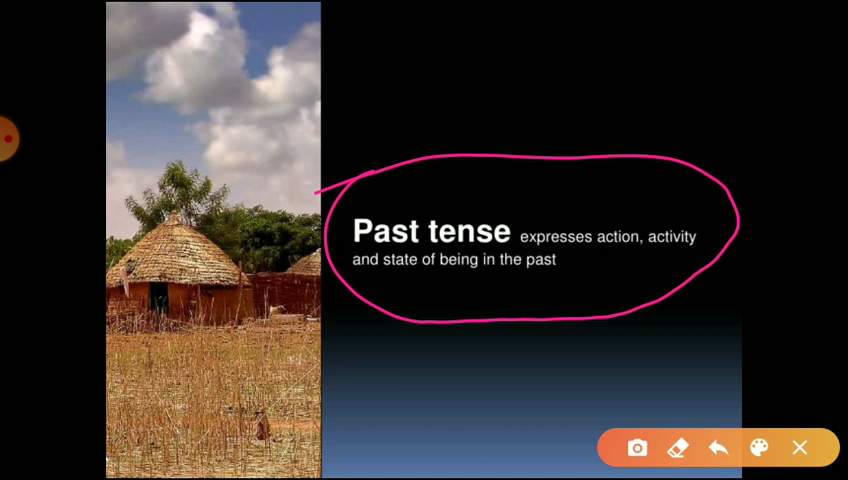 Past tense expresses action, activity
and state of being in the past